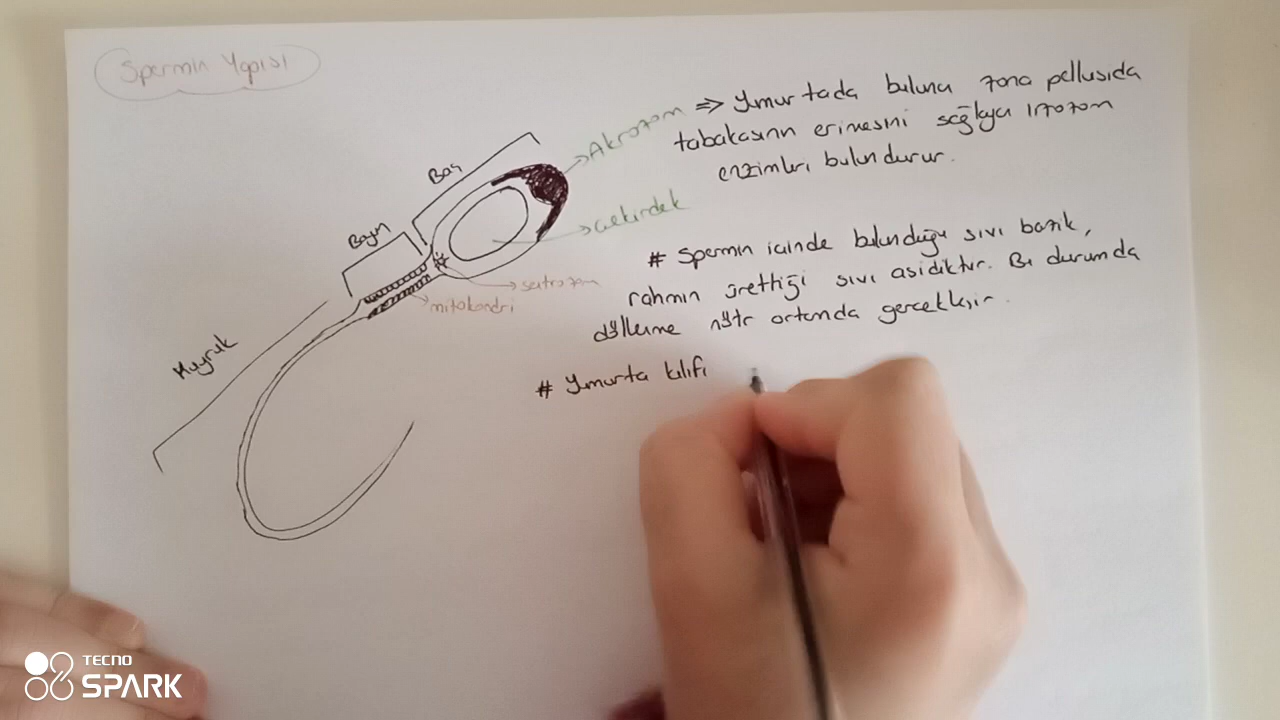 Spermin Yapısı
Akrozom => Yumurtada bulunan zona pellusida
tabakasının erimesini sağlayıcı lizozom
enzimleri bulundurur.
Baş
Boyun
Çekirdek
# Spermin içinde bulunduğu sıvı bazik,
rahmin ürettiği sıvı asidiktir. Bu durumda
döllenme nötr ortamda gerçekleşir.
sentrozom
mitokondri
Kuyruk
# Yumurta kılıfı
TECNO
SPARK